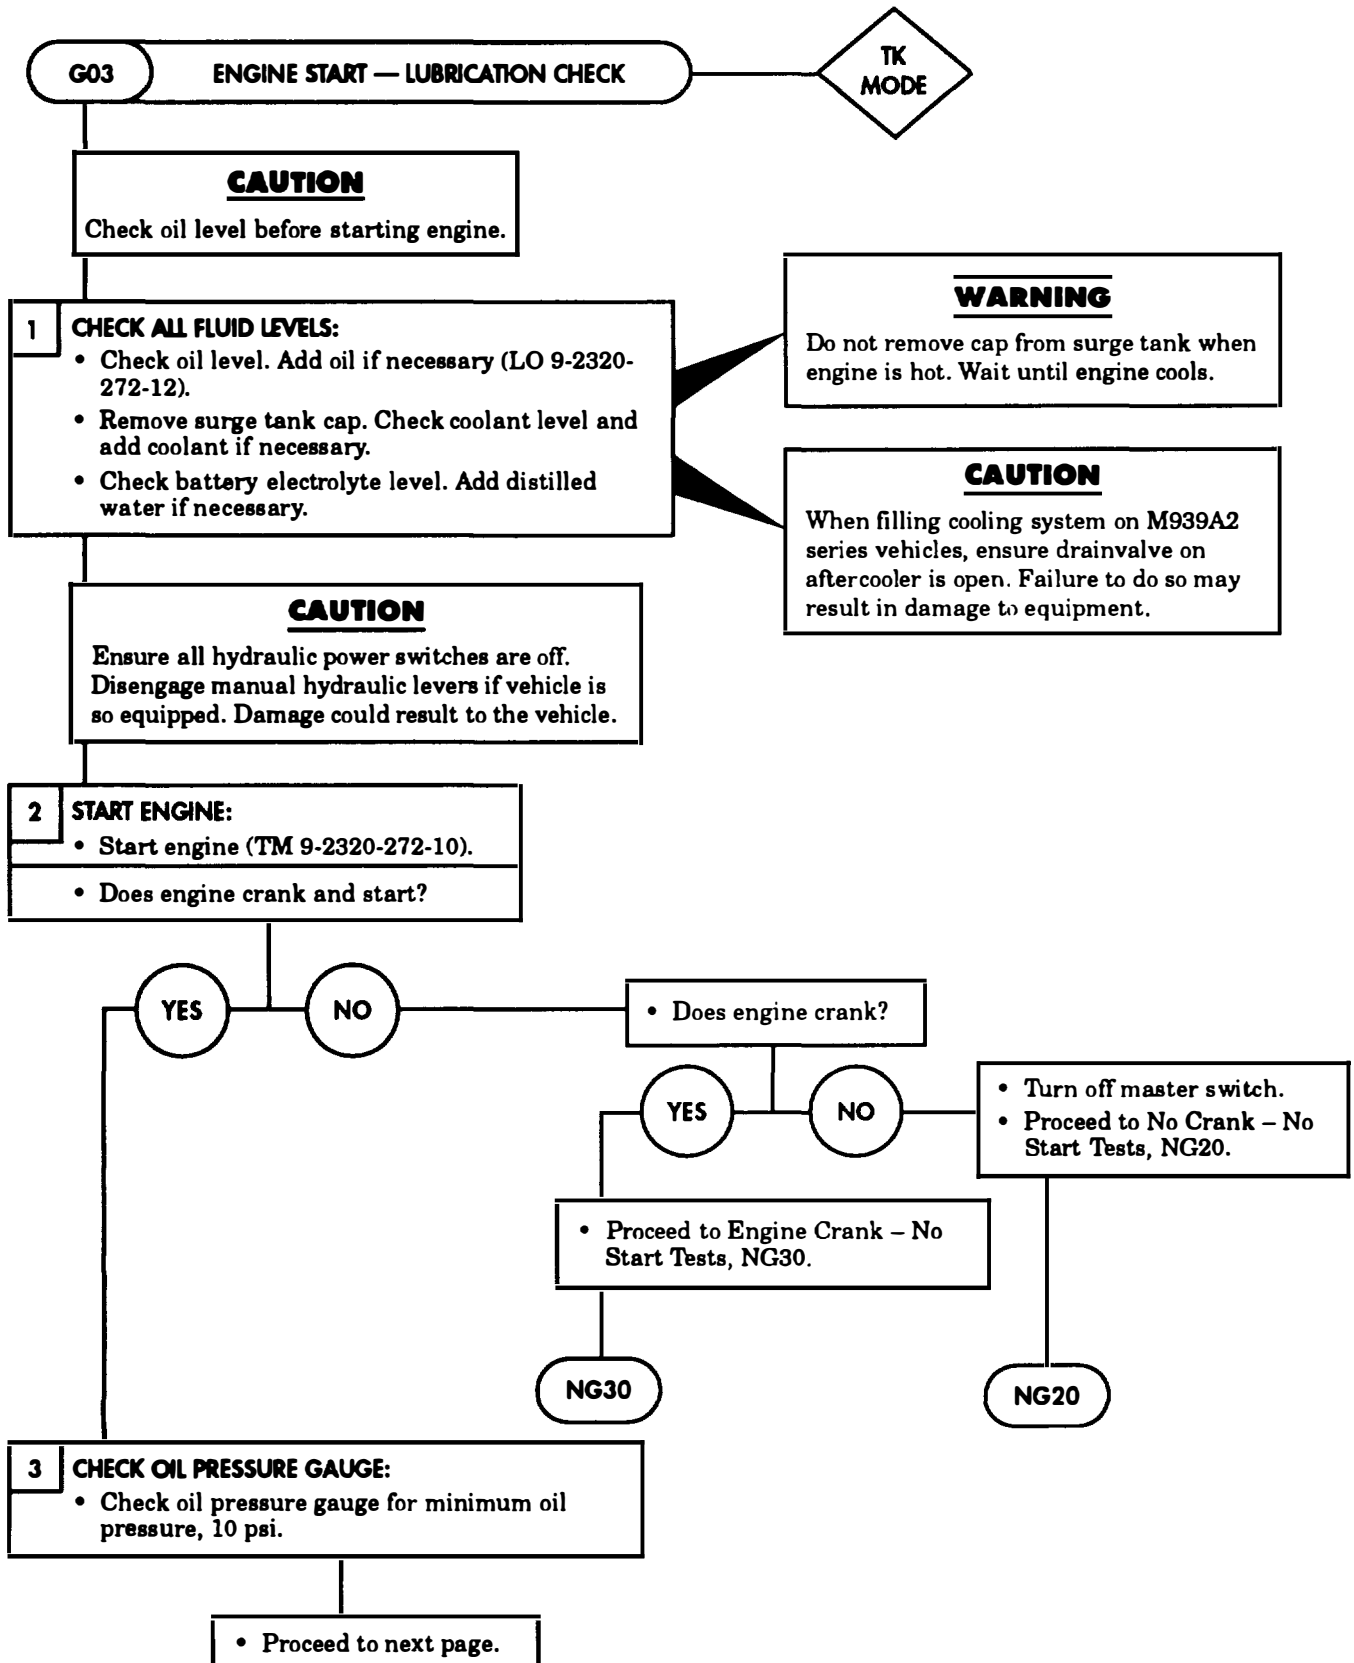 G03
ENGINE START — LUBRICATION CHECK
TK
MODE
CAUTION
Check oil level before starting engine.
1
CHECK ALL FLUID LEVELS:
• Check oil level. Add oil if necessary (LO 9-2320-
272-12).
• Remove surge tank cap. Check coolant level and
add coolant if necessary.
• Check battery electrolyte level. Add distilled
water if necessary.
WARNING
Do not remove cap from surge tank when
engine is hot. Wait until engine cools.
CAUTION
When filling cooling system on M939A2
series vehicles, ensure drainvalve on
aftercooler is open. Failure to do so may
result in damage to equipment.
CAUTION
Ensure all hydraulic power switches are off.
Disengage manual hydraulic levers if vehicle is
so equipped. Damage could result to the vehicle.
2
START ENGINE:
• Start engine (TM 9-2320-272-10).
• Does engine crank and start?
YES
NO
• Does engine crank?
YES
NO
• Turn off master switch.
• Proceed to No Crank – No
Start Tests, NG20.
• Proceed to Engine Crank – No
Start Tests, NG30.
NG30
NG20
3
CHECK OIL PRESSURE GAUGE:
• Check oil pressure gauge for minimum oil
pressure, 10 psi.
• Proceed to next page.